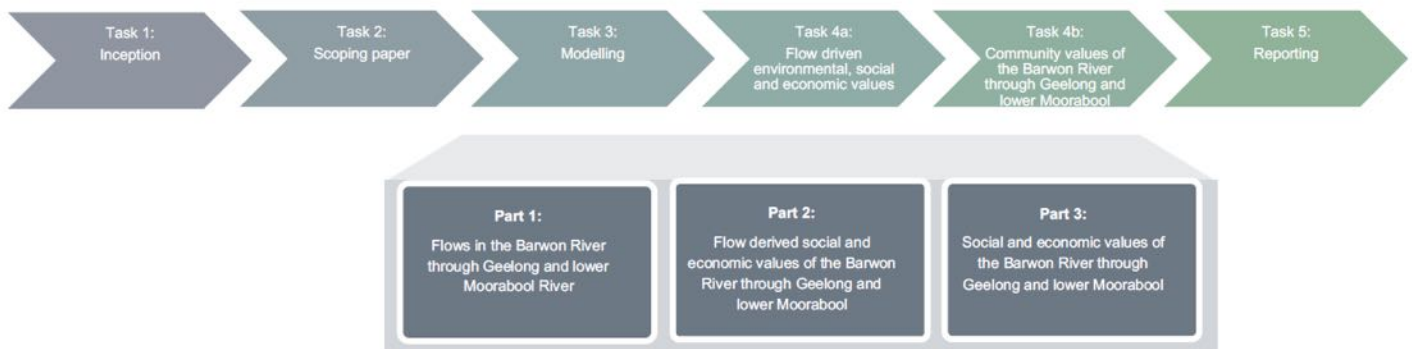 Task 1:
Inception
Task 2:
Scoping paper
Task 3:
Modelling
Task 4a:
Flow driven
environmental, social
and economic values
Task 4b:
Community values of
the Barwon River
through Geelong and
lower Moorabool
Task 5:
Reporting
Part 1:
Flows in the Barwon River
through Geelong and lower
Moorabool River
Part 2:
Flow derived social and
economic values of the Barwon
River through Geelong and
lower Moorabool
Part 3:
Social and economic values of
the Barwon River through
Geelong and lower Moorabool